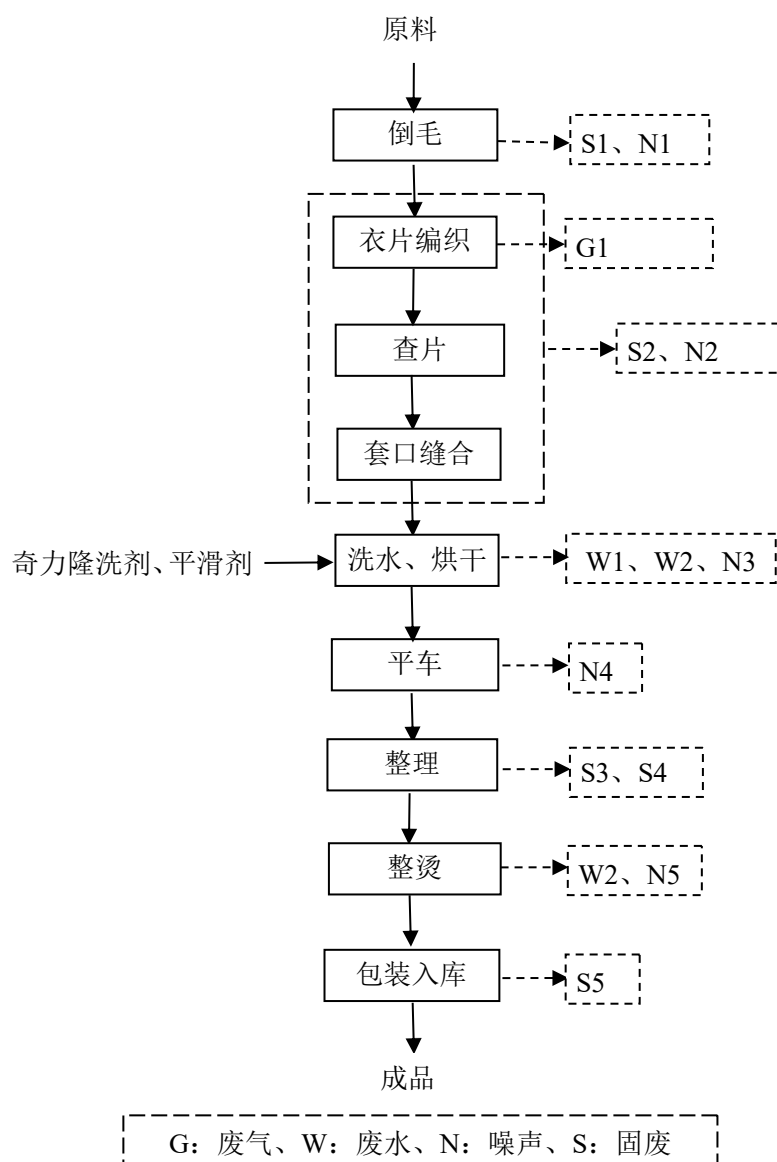 原料
倒毛
S1、N1
衣片编织
G1
查片
S2、N2
套口缝合
奇力隆洗剂、平滑剂
洗水、烘干
W1、W2、N3
平车
N4
整理
S3、S4
整烫
W2、N5
包装入库
S5
成品
G：废气、W：废水、N：噪声、S：固废